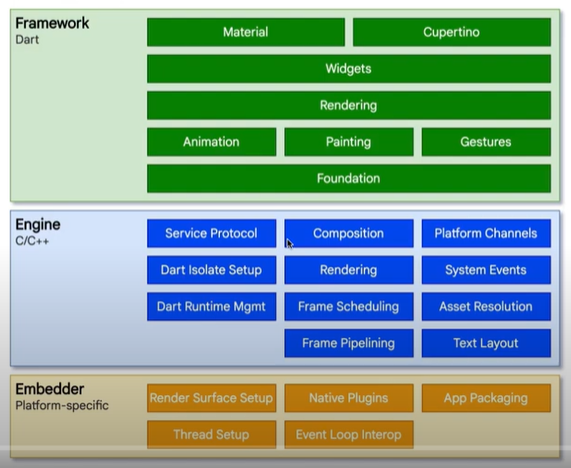 Framework
Dart
Material
Cupertino
Widgets
Rendering
Animation
Painting
Gestures
Foundation
Engine
C/C++
Service Protocol
Composition
Platform Channels
Dart Isolate Setup
Rendering
System Events
Dart Runtime Mgmt
Frame Scheduling
Asset Resolution
Frame Pipelining
Text Layout
Embedder
Platform-specific
Render Surface Setup
Native Plugins
App Packaging
Thread Setup
Event Loop Interop